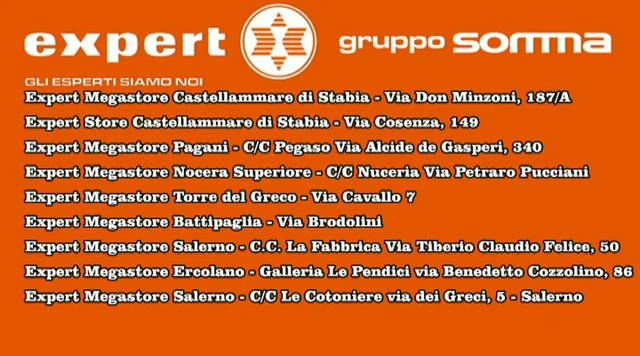 expert gruppo somma
GLI ESPERTI SIAMO NOI
Expert Megastore Castellammare di Stabia - Via Don Minzoni, 187/A
Expert Store Castellammare di Stabia - Via Cosenza, 149
Expert Megastore Pagani - C/C Pegaso Via Alcide de Gasperi, 340
Expert Megastore Nocera Superiore - C/C Nuceria Via Petraro Pucciani
Expert Megastore Torre del Greco - Via Cavallo 7
Expert Megastore Battipaglia - Via Brodolini
Expert Megastore Salerno - C.C. La Fabbrica Via Tiberio Claudio Felice, 50
Expert Megastore Ercolano - Galleria Le Pendici via Benedetto Cozzolino, 86
Expert Megastore Salerno - C/C Le Cotoniere via dei Greci, 5 - Salerno